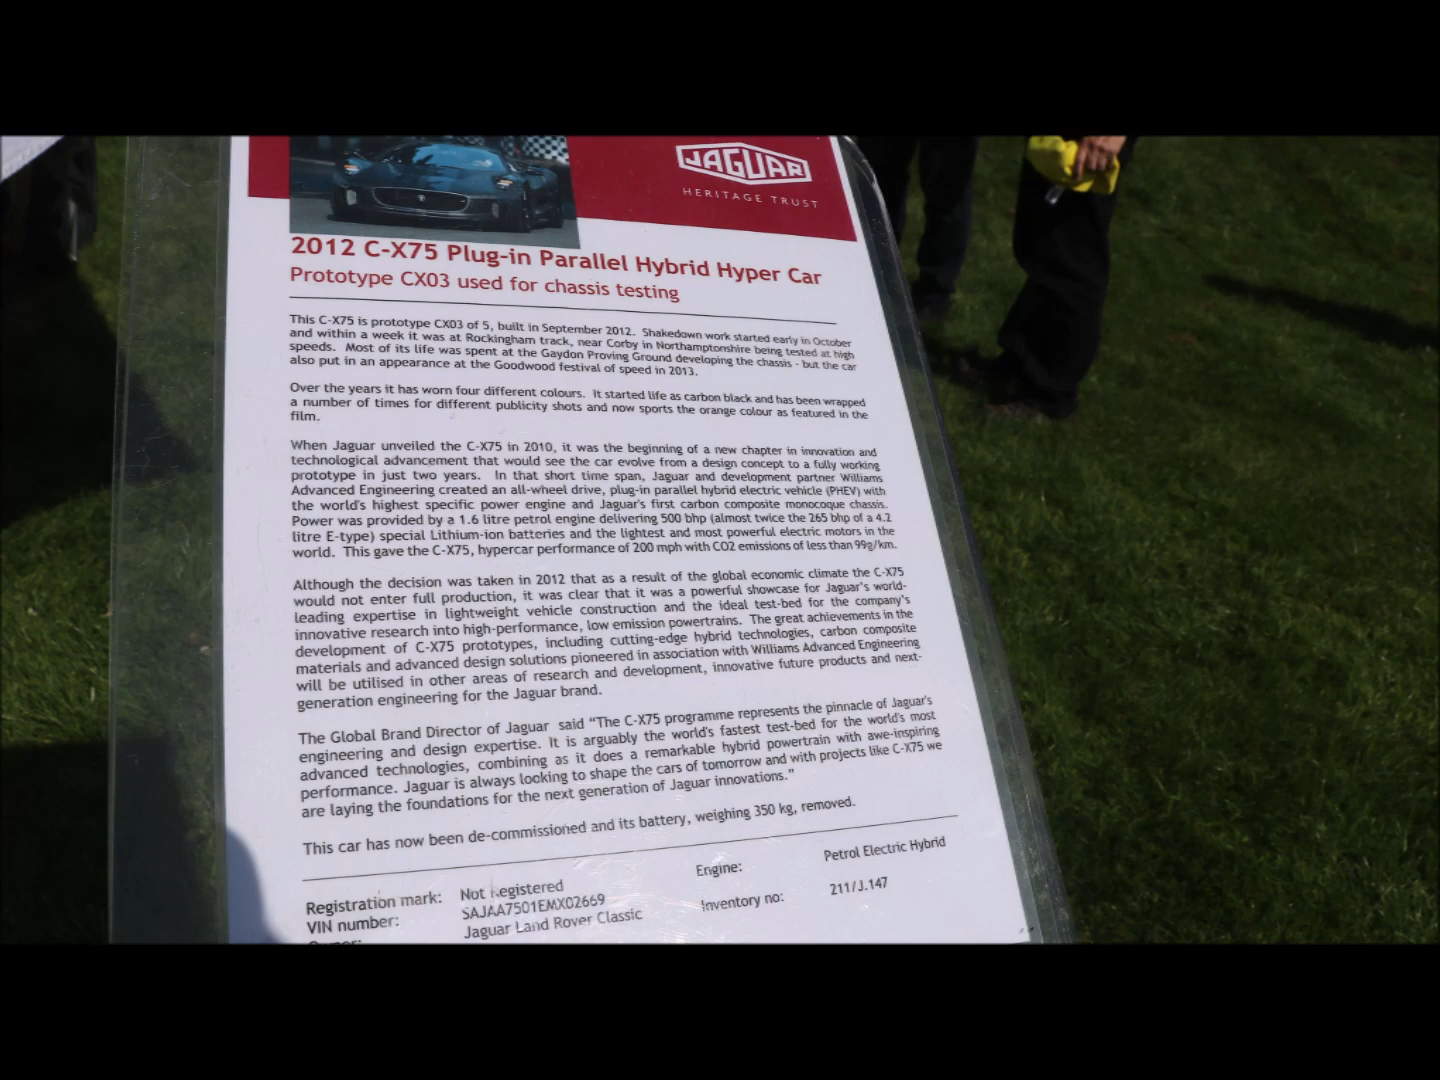 JAGUAR
HERITAGE TRUST
2012 C-X75 Plug-in Parallel Hybrid Hyper Car
Prototype CX03 used for chassis testing
This C-X75 is prototype CX03 of 5, built in September 2012. Shakedown work started early in October
and within a week it was at Rockingham track, near Corby in Northamptonshire being tested at high
speeds. Most of its life was spent at the Gaydon Proving Ground developing the chassis - but the car
also put in an appearance at the Goodwood festival of speed in 2013.
Over the years it has worn four different colours. It started life as carbon black and has been wrapped
a number of times for different publicity shots and now sports the orange colour as featured in the
film.
When Jaguar unveiled the C-X75 in 2010, it was the beginning of a new chapter in innovation and
technological advancement that would see the car evolve from a design concept to a fully working
prototype in just two years. In that short time span, Jaguar and development partner Williams
Advanced Engineering created an all-wheel drive, plug-in parallel hybrid electric vehicle (PHEV) with
the world's highest specific power engine and Jaguar's first carbon composite monocoque chassis.
Power was provided by a 1.6 litre petrol engine delivering 500 bhp (almost twice the 265 bhp of a 4.2
litre E-type) special Lithium-ion batteries and the lightest and most powerful electric motors in the
world. This gave the C-X75, hypercar performance of 200 mph with CO2 emissions of less than 99g/km.
Although the decision was taken in 2012 that as a result of the global economic climate the C-X75
would not enter full production, it was clear that it was a powerful showcase for Jaguar's world-
leading expertise in lightweight vehicle construction and the ideal test-bed for the company's
innovative research into high-performance, low emission powertrains. The great achievements in the
development of C-X75 prototypes, including cutting-edge hybrid technologies, carbon composite
materials and advanced design solutions pioneered in association with Williams Advanced Engineering
will be utilised in other areas of research and development, innovative future products and next-
generation engineering for the Jaguar brand.
The Global Brand Director of Jaguar said “The C-X75 programme represents the pinnacle of Jaguar's
engineering and design expertise. It is arguably the world's fastest test-bed for the world's most
advanced technologies, combining as it does a remarkable hybrid powertrain with awe-inspiring
performance. Jaguar is always looking to shape the cars of tomorrow and with projects like C-X75 we
are laying the foundations for the next generation of Jaguar innovations.”
This car has now been de-commissioned and its battery, weighing 350 kg, removed.
Registration mark: Not Registered Engine: Petrol Electric Hybrid
VIN number: SAJAA7501EMX02669 Inventory no: 211/J.147
Jaguar Land Rover Classic